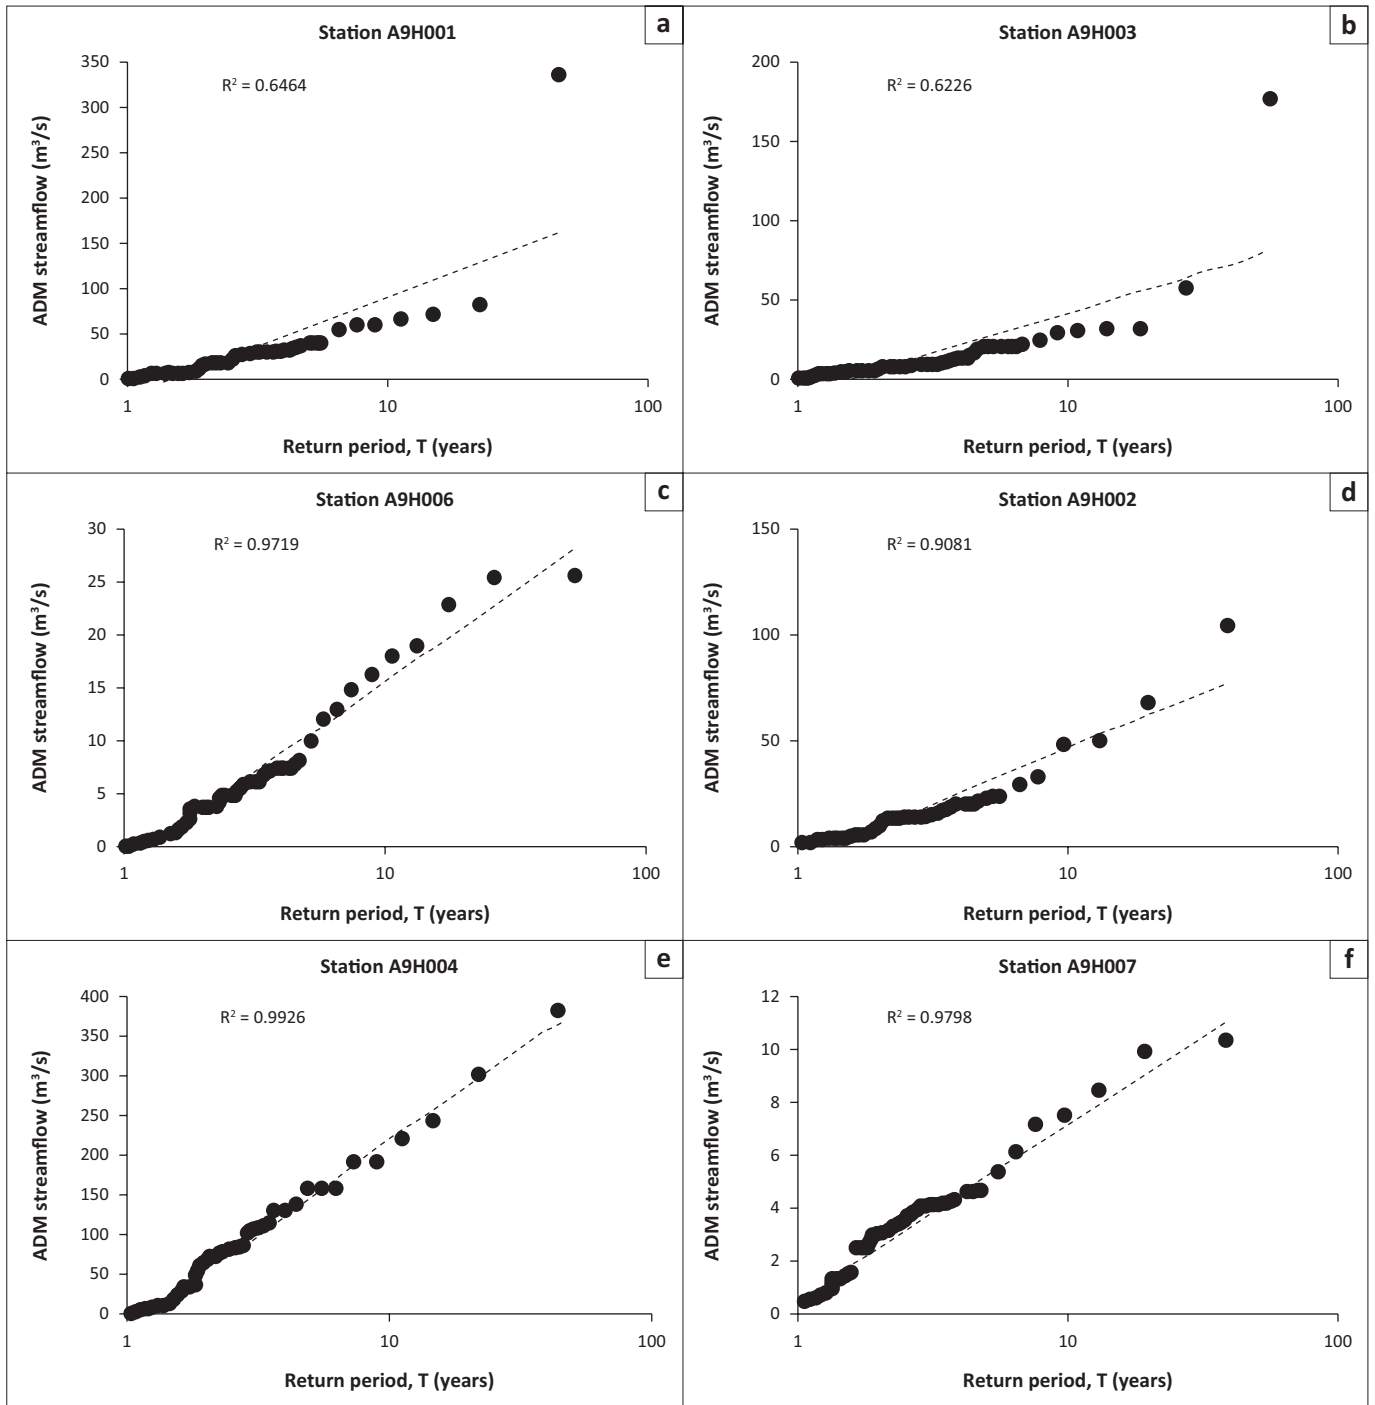 Station A9H001
a
R² = 0.6464
ADM streamflow (m³/s)
350
300
250
200
150
100
50
0
1
10
100
Return period, T (years)
Station A9H003
b
R² = 0.6226
ADM streamflow (m³/s)
200
150
100
50
0
1
10
100
Return period, T (years)
Station A9H006
c
R² = 0.9719
ADM streamflow (m³/s)
30
25
20
15
10
5
0
1
10
100
Return period, T (years)
Station A9H002
d
R² = 0.9081
ADM streamflow (m³/s)
150
100
50
0
1
10
100
Return period, T (years)
Station A9H004
e
R² = 0.9926
ADM streamflow (m³/s)
400
350
300
250
200
150
100
50
0
1
10
100
Return period, T (years)
Station A9H007
f
R² = 0.9798
ADM streamflow (m³/s)
12
10
8
6
4
2
0
1
10
100
Return period, T (years)